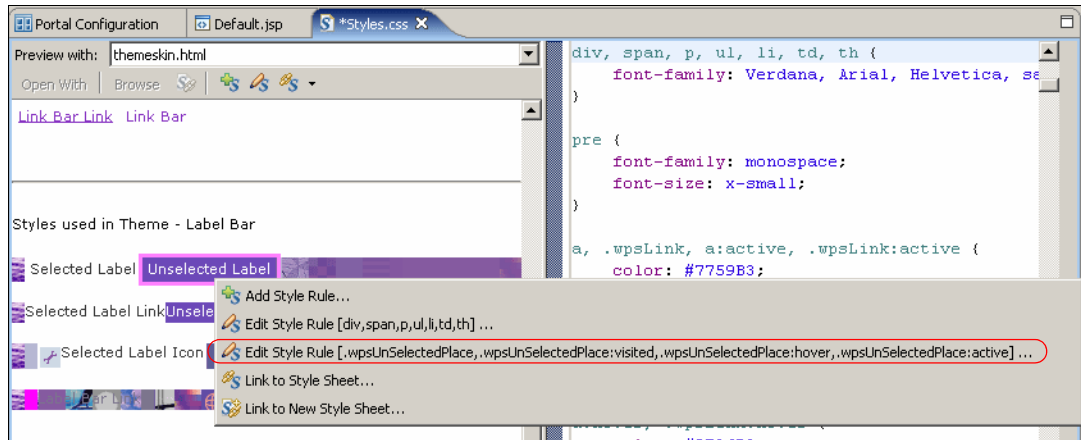 Portal Configuration Default.jsp *Styles.css
Preview with: themeskin.html
Open With Browse
Link Bar Link Link Bar
Styles used in Theme - Label Bar
Selected Label Unselected Label
Selected Label Link Unsele
Selected Label Icon
Label Bar
div, span, p, ul, li, td, th {
font-family: Verdana, Arial, Helvetica, sa
}
pre {
font-family: monospace;
font-size: x-small;
}
a, .wpsLink, a:active, .wpsLink:active {
color: #7759B3;
Add Style Rule...
Edit Style Rule [div,span,p,ul,li,td,th] ...
Edit Style Rule [.wpsUnSelectedPlace,.wpsUnSelectedPlace:visited,.wpsUnSelectedPlace:hover,.wpsUnSelectedPlace:active] ...
Link to Style Sheet...
Link to New Style Sheet...